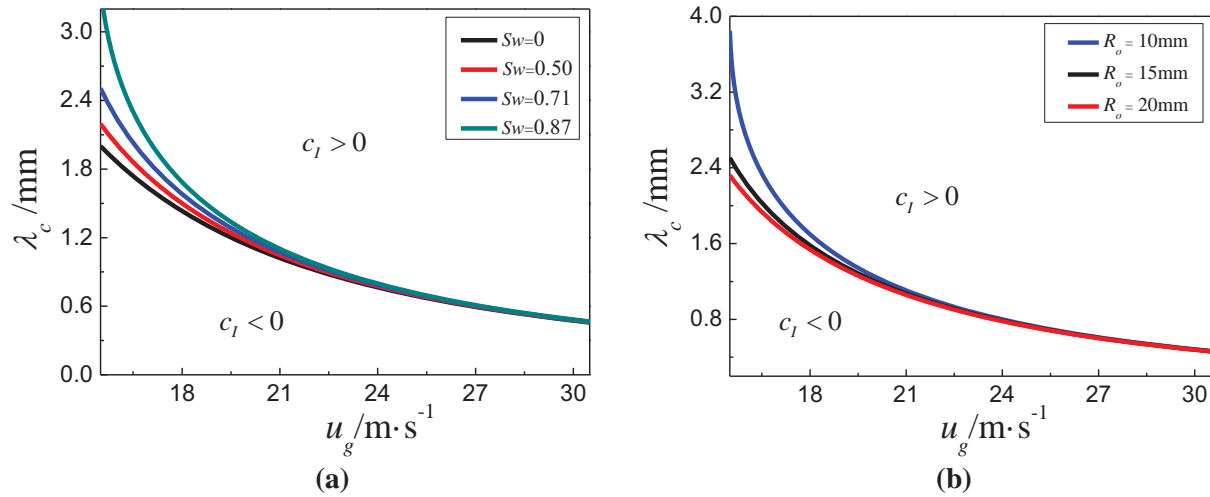 3.0
2.4
1.8
1.2
0.6
0.0
λc /mm
Sw=0
Sw=0.50
Sw=0.71
Sw=0.87
cI > 0
cI < 0
18 21 24 27 30
ug/m·s-1
(a)
4.0
3.2
2.4
1.6
0.8
λc /mm
Ro = 10mm
Ro = 15mm
Ro = 20mm
cI > 0
cI < 0
18 21 24 27 30
ug/m·s-1
(b)